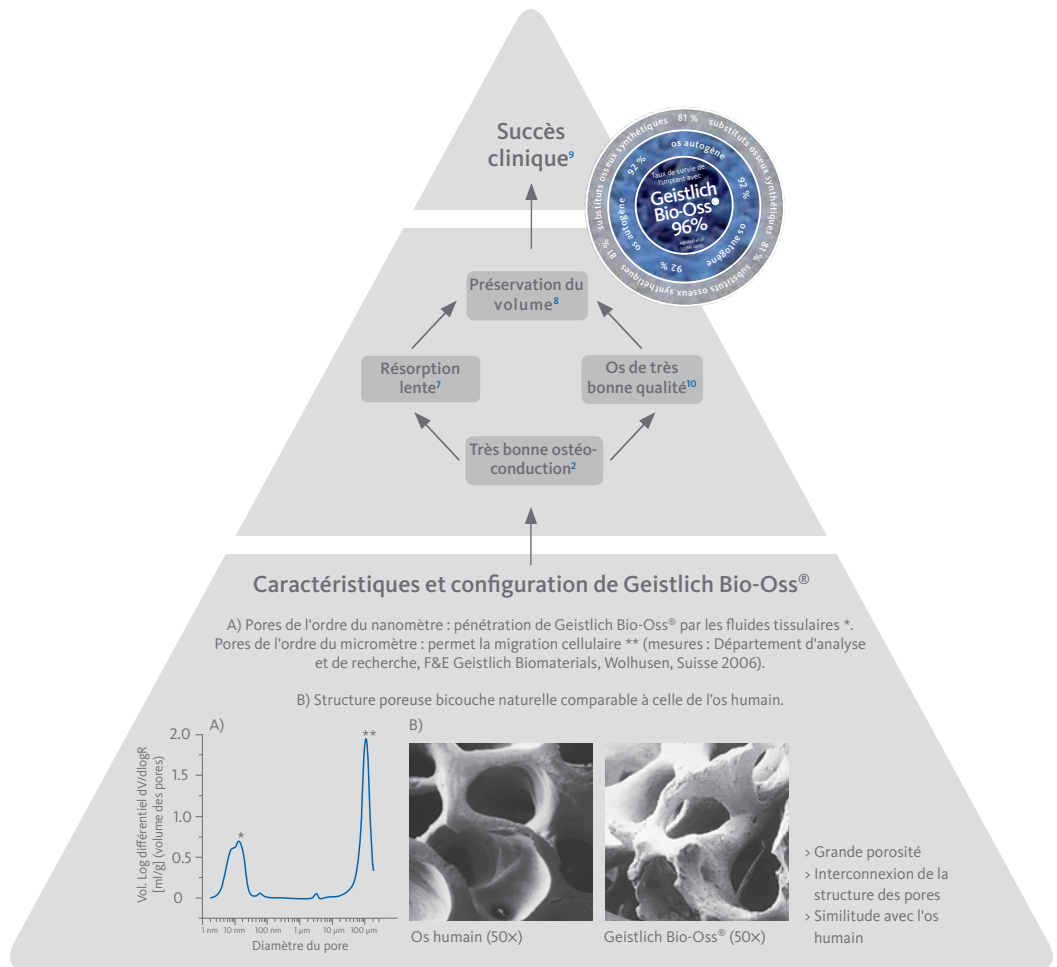 Succès
clinique⁹
substituts osseux synthétiques 81 % substituts osseux synthétiques 81 % substituts osseux synthétiques 81 %
os autogène 92 % os autogène 92 % os autogène 92 %
Taux de survie de
l'implant avec
Geistlich
Bio-Oss®
96%
Préservation du
volume⁸
Résorption
lente⁷
Os de très
bonne qualité¹⁰
Très bonne ostéo-
conduction²
Caractéristiques et configuration de Geistlich Bio-Oss®
A) Pores de l'ordre du nanomètre : pénétration de Geistlich Bio-Oss® par les fluides tissulaires *.
Pores de l'ordre du micromètre : permet la migration cellulaire ** (mesures : Département d'analyse
et de recherche, F&E Geistlich Biomaterials, Wolhusen, Suisse 2006).
B) Structure poreuse bicouche naturelle comparable à celle de l'os humain.
A)
Vol. Log différentiel dV/dlogR
[ml/g] (volume des pores)
2.0
1.5
1.0
0.5
0
*
**
1 nm 10 nm 100 nm 1 µm 10 µm 100 µm
Diamètre du pore
B)
Os humain (50×)
Geistlich Bio-Oss® (50×)
> Grande porosité
> Interconnexion de la
structure des pores
> Similitude avec l'os
humain